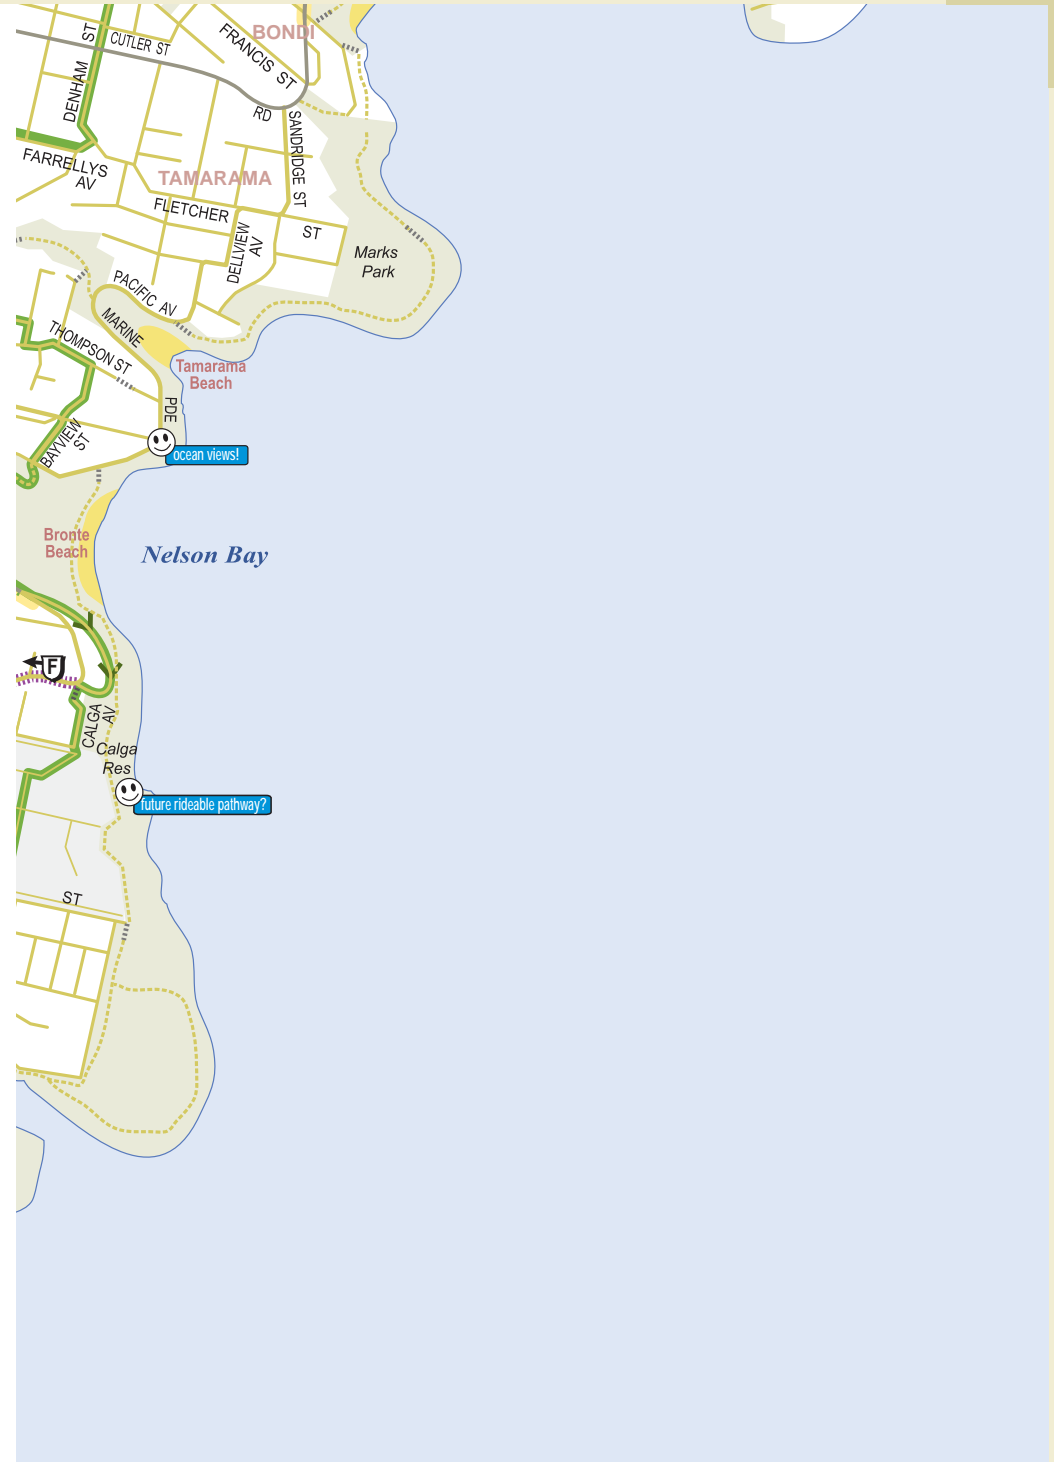 BONDI
ST
CUTLER ST
FRANCIS ST
DENHAM
RD
SANDRIDGE ST
FARRELLYS
AV
TAMARAMA
FLETCHER
ST
DELLVIEW
AV
Marks
Park
PACIFIC AV
MARINE
THOMPSON ST
Tamarama
Beach
PDE
BAYVIEW
ST
ocean views!
Bronte
Beach
Nelson Bay
F
CALGA
AV
Calga
Res
future rideable pathway?
ST